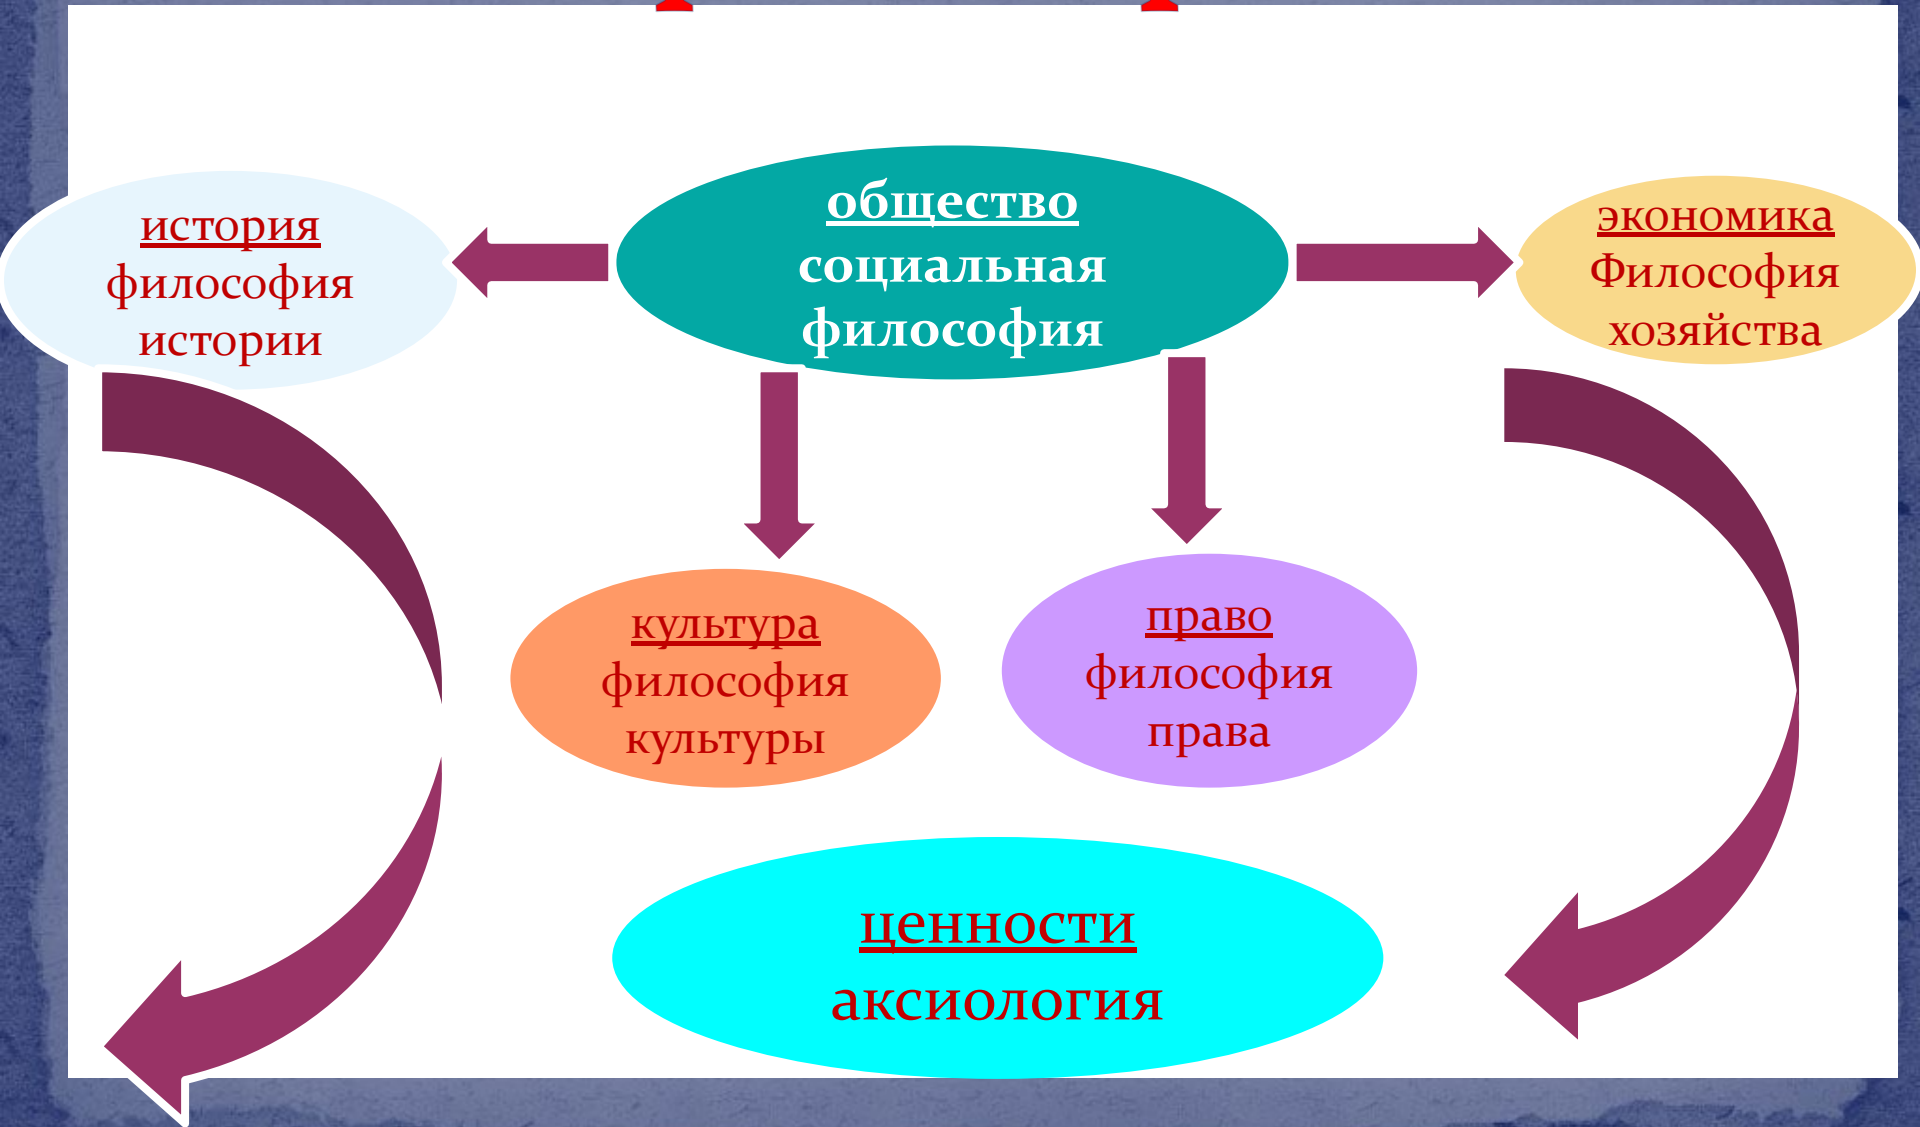 общество
социальная
философия
история
философия
истории
экономика
Философия
хозяйства
культура
философия
культуры
право
философия
права
ценности
аксиология